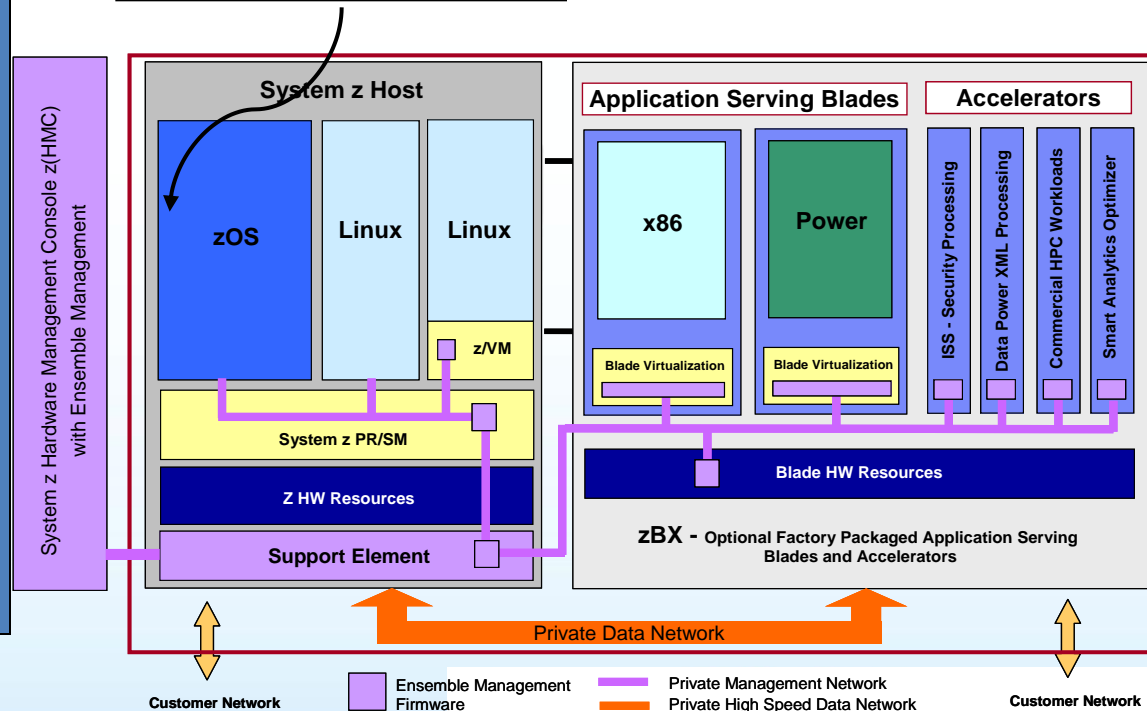 System z Hardware Management Console z(HMC)
with Ensemble Management
System z Host
zOS
Linux
Linux
z/VM
System z PR/SM
Z HW Resources
Support Element
Application Serving Blades
Accelerators
x86
Power
Blade Virtualization
Blade Virtualization
ISS - Security Processing
Data Power XML Processing
Commercial HPC Workloads
Smart Analytics Optimizer
Blade HW Resources
zBX - Optional Factory Packaged Application Serving
Blades and Accelerators
Private Data Network
Customer Network
Ensemble Management
Firmware
Private Management Network
Private High Speed Data Network
Customer Network